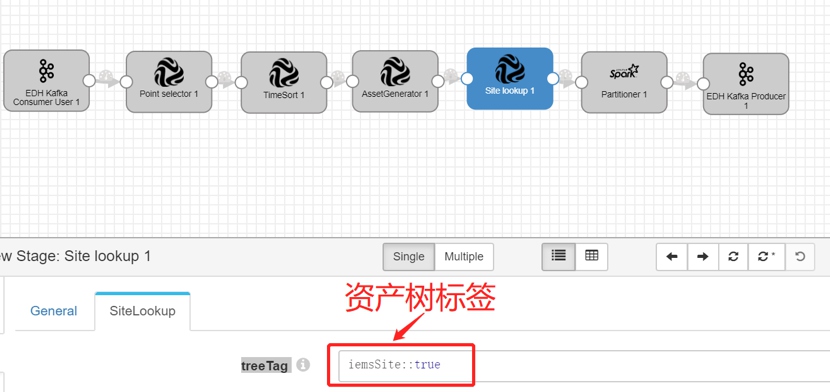 EDH Kafka
Consumer User 1
Point selector 1
TimeSort 1
AssetGenerator 1
Site lookup 1
Spark
Partitioner 1
EDH Kafka Producer
1
ew Stage: Site lookup 1
Single
Multiple
General
SiteLookup
资产树标签
treeTag
iemsSite::true